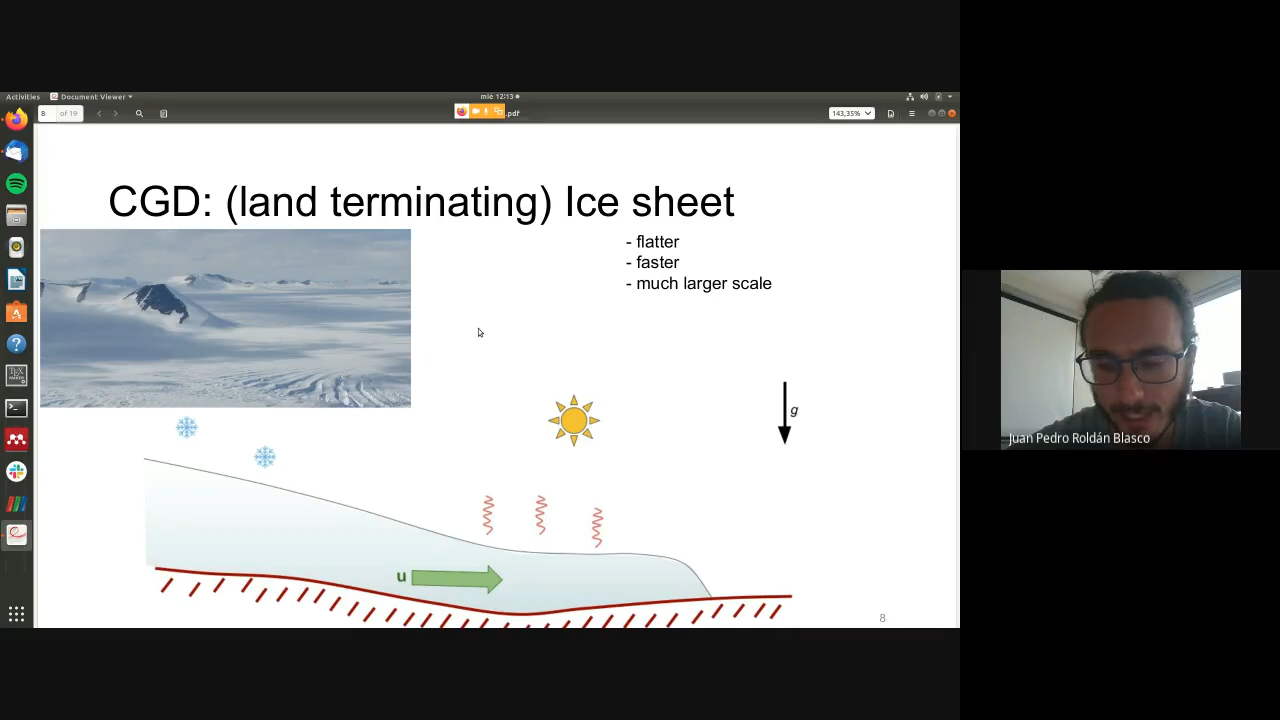 Activities Document Viewer mié 12:13
8 of 19 .pdf 143,35%
CGD: (land terminating) Ice sheet
- flatter
- faster
- much larger scale
g
u
8
Juan Pedro Roldán Blasco